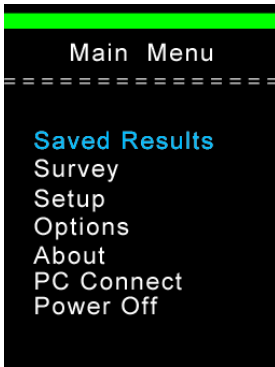 Main Menu
================
Saved Results
Survey
Setup
Options
About
PC Connect
Power Off